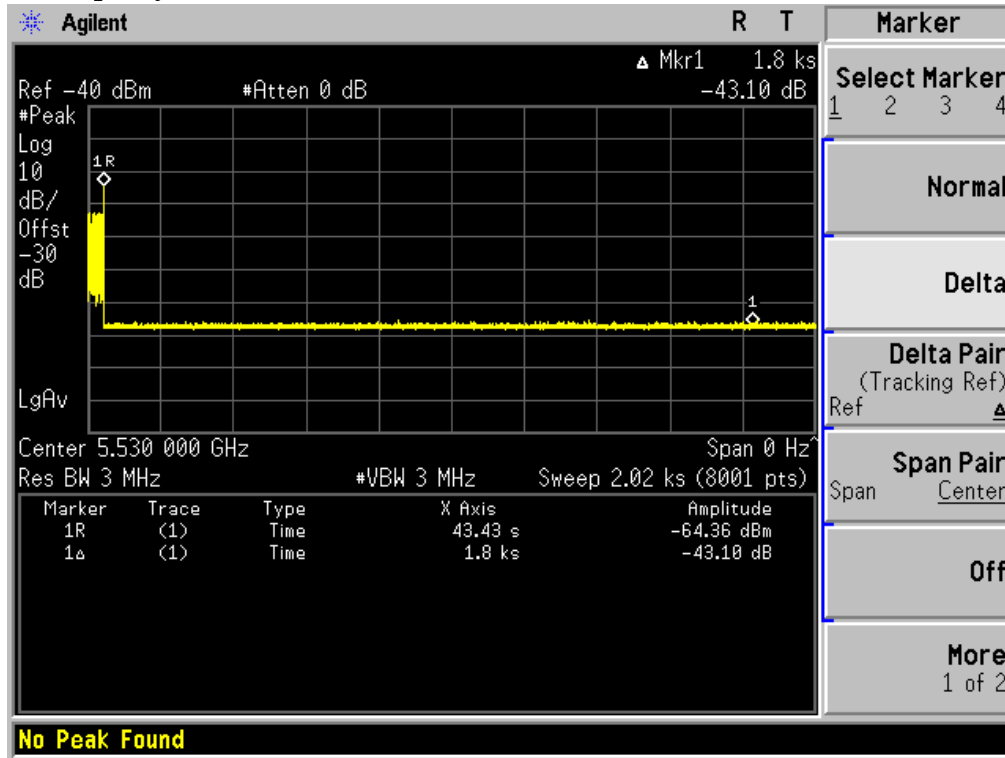 Agilent R T Marker
▵ Mkr1 1.8 ks
Ref -40 dBm #Atten 0 dB -43.10 dB
#Peak
Log
10
dB/
Offst
-30
dB
1R
1
LgAv
Center 5.530 000 GHz Span 0 Hz^
Res BW 3 MHz #VBW 3 MHz Sweep 2.02 ks (8001 pts)
Marker Trace Type X Axis Amplitude
1R (1) Time 43.43 s -64.36 dBm
1▵ (1) Time 1.8 ks -43.10 dB
Select Marker
1 2 3 4
Normal
Delta
Delta Pair
(Tracking Ref)
Ref ▵
Span Pair
Span Center
Off
More
1 of 2
No Peak Found